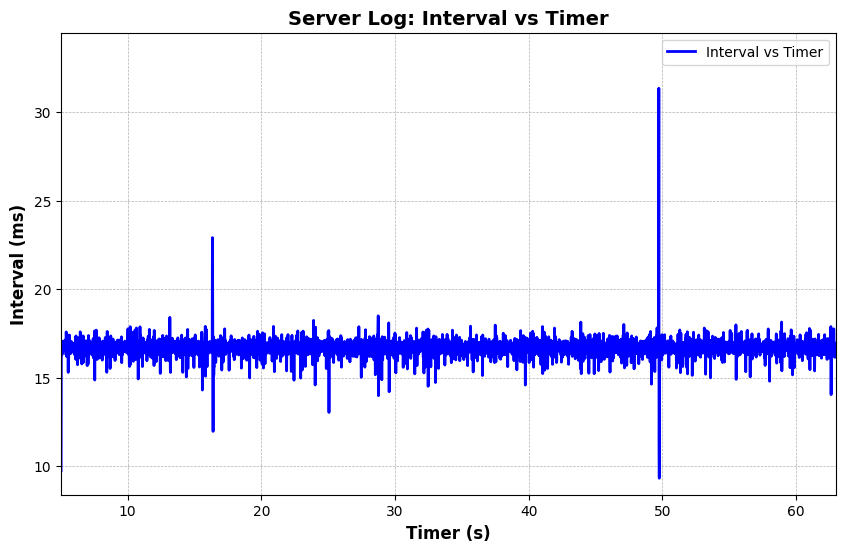 Server Log: Interval vs Timer
Interval vs Timer
30
25
20
15
10
Interval (ms)
10 20 30 40 50 60
Timer (s)